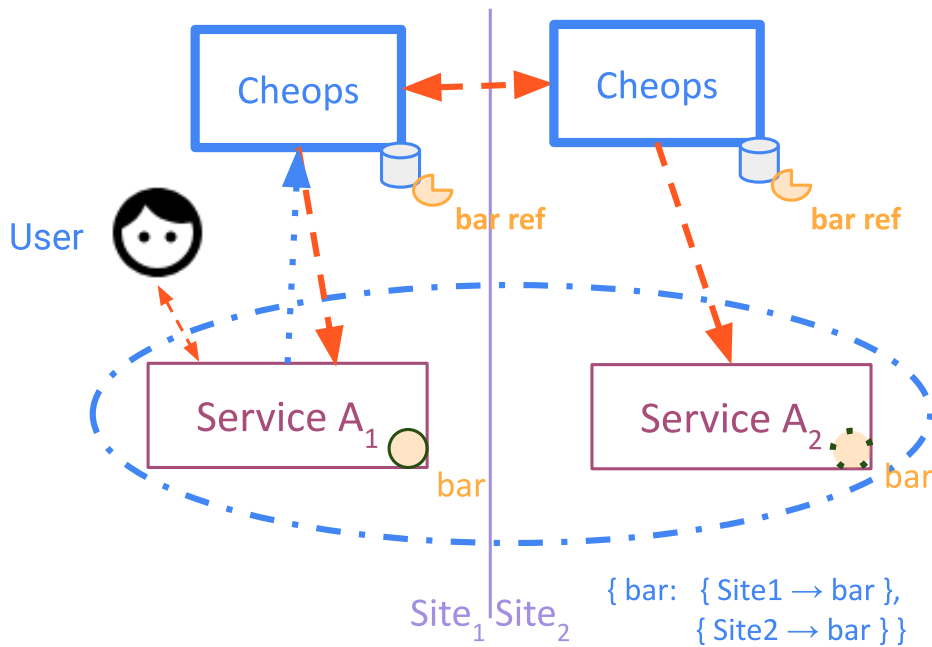 Cheops
Cheops
bar ref
bar ref
User
Service A₁
Service A₂
bar
bar
Site₁
Site₂
{ bar: { Site1 → bar },
{ Site2 → bar } }